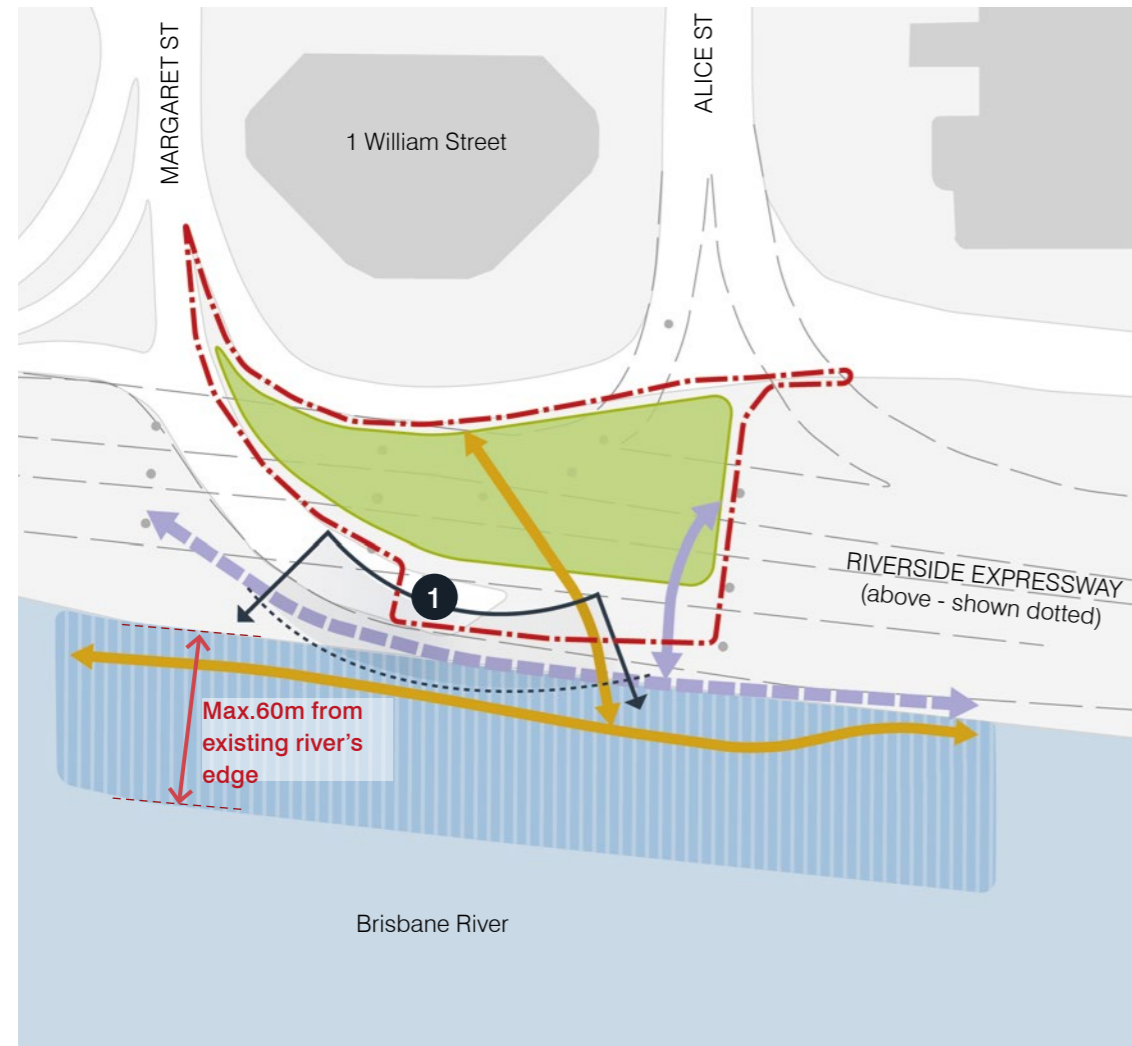 MARGARET ST
ALICE ST
1 William Street
RIVERSIDE EXPRESSWAY
(above - shown dotted)
1
Max.60m from
existing river's
edge
Brisbane River